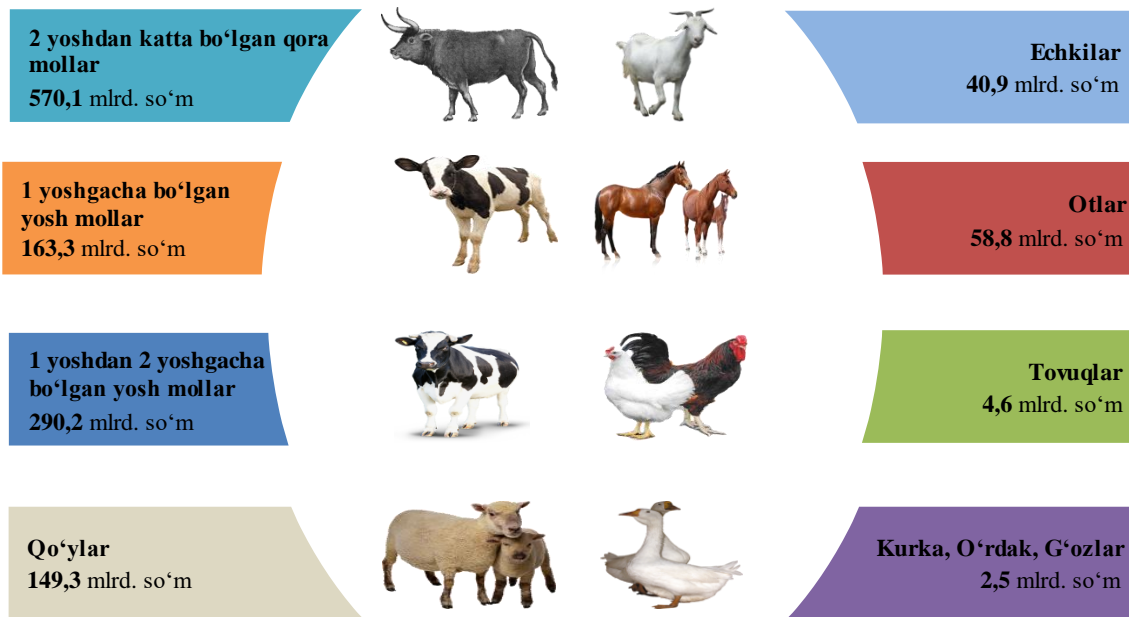 2 yoshdan katta bo‘lgan qora
mollar
570,1 mlrd. so‘m
Echkilar
40,9 mlrd. so‘m
1 yoshgacha bo‘lgan
yosh mollar
163,3 mlrd. so‘m
Otlar
58,8 mlrd. so‘m
1 yoshdan 2 yoshgacha
bo‘lgan yosh mollar
290,2 mlrd. so‘m
Tovuqlar
4,6 mlrd. so‘m
Qo‘ylar
149,3 mlrd. so‘m
Kurka, O‘rdak, G‘ozlar
2,5 mlrd. so‘m